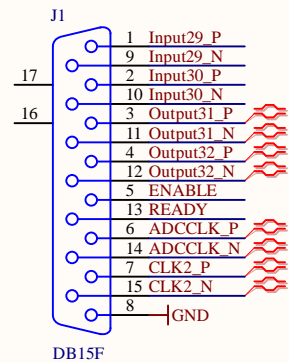 J1
1 Input29_P
9 Input29_N
2 Input30_P
10 Input30_N
3 Output31_P
11 Output31_N
4 Output32_P
12 Output32_N
5 ENABLE
13 READY
6 ADCCLK_P
14 ADCCLK_N
7 CLK2_P
15 CLK2_N
8 GND
17
16
DB15F